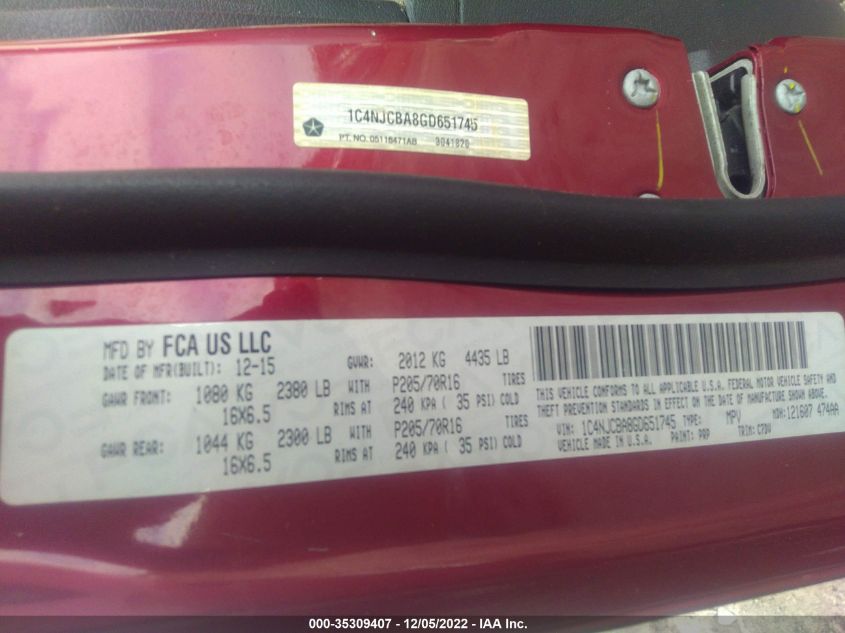 1C4NJCBA8GD651745
PT. NO. 05116471AB 3041820
MFD BY FCA US LLC
DATE OF MFR(BUILT): 12-15 GVWR: 2012 KG 4435 LB
GAWR FRONT: 1080 KG 2380 LB WITH P205/70R16 TIRES
16X6.5 RIMS AT 240 KPA ( 35 PSI) COLD
GAWR REAR: 1044 KG 2300 LB WITH P205/70R16 TIRES
16X6.5 RIMS AT 240 KPA ( 35 PSI) COLD
THIS VEHICLE CONFORMS TO ALL APPLICABLE U.S.A. FEDERAL MOTOR VEHICLE SAFETY AND
THEFT PREVENTION STANDARDS IN EFFECT ON THE DATE OF MANUFACTURE SHOWN ABOVE.
VIN: 1C4NJCBA8GD651745 TYPE: MPV MDH: 121607 474AA
VEHICLE MADE IN U.S.A. PAINT: PRP TRIM: C7DV
000-35309407 - 12/05/2022 - IAA Inc.